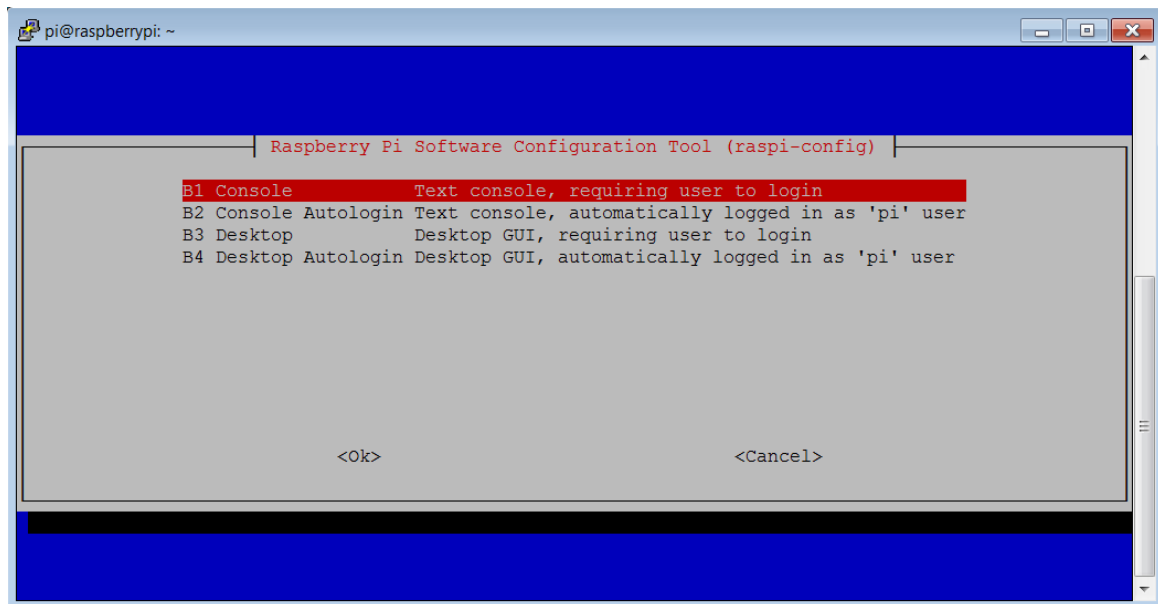 pi@raspberrypi: ~
Raspberry Pi Software Configuration Tool (raspi-config)
B1 Console Text console, requiring user to login
B2 Console Autologin Text console, automatically logged in as 'pi' user
B3 Desktop Desktop GUI, requiring user to login
B4 Desktop Autologin Desktop GUI, automatically logged in as 'pi' user
<Ok> <Cancel>